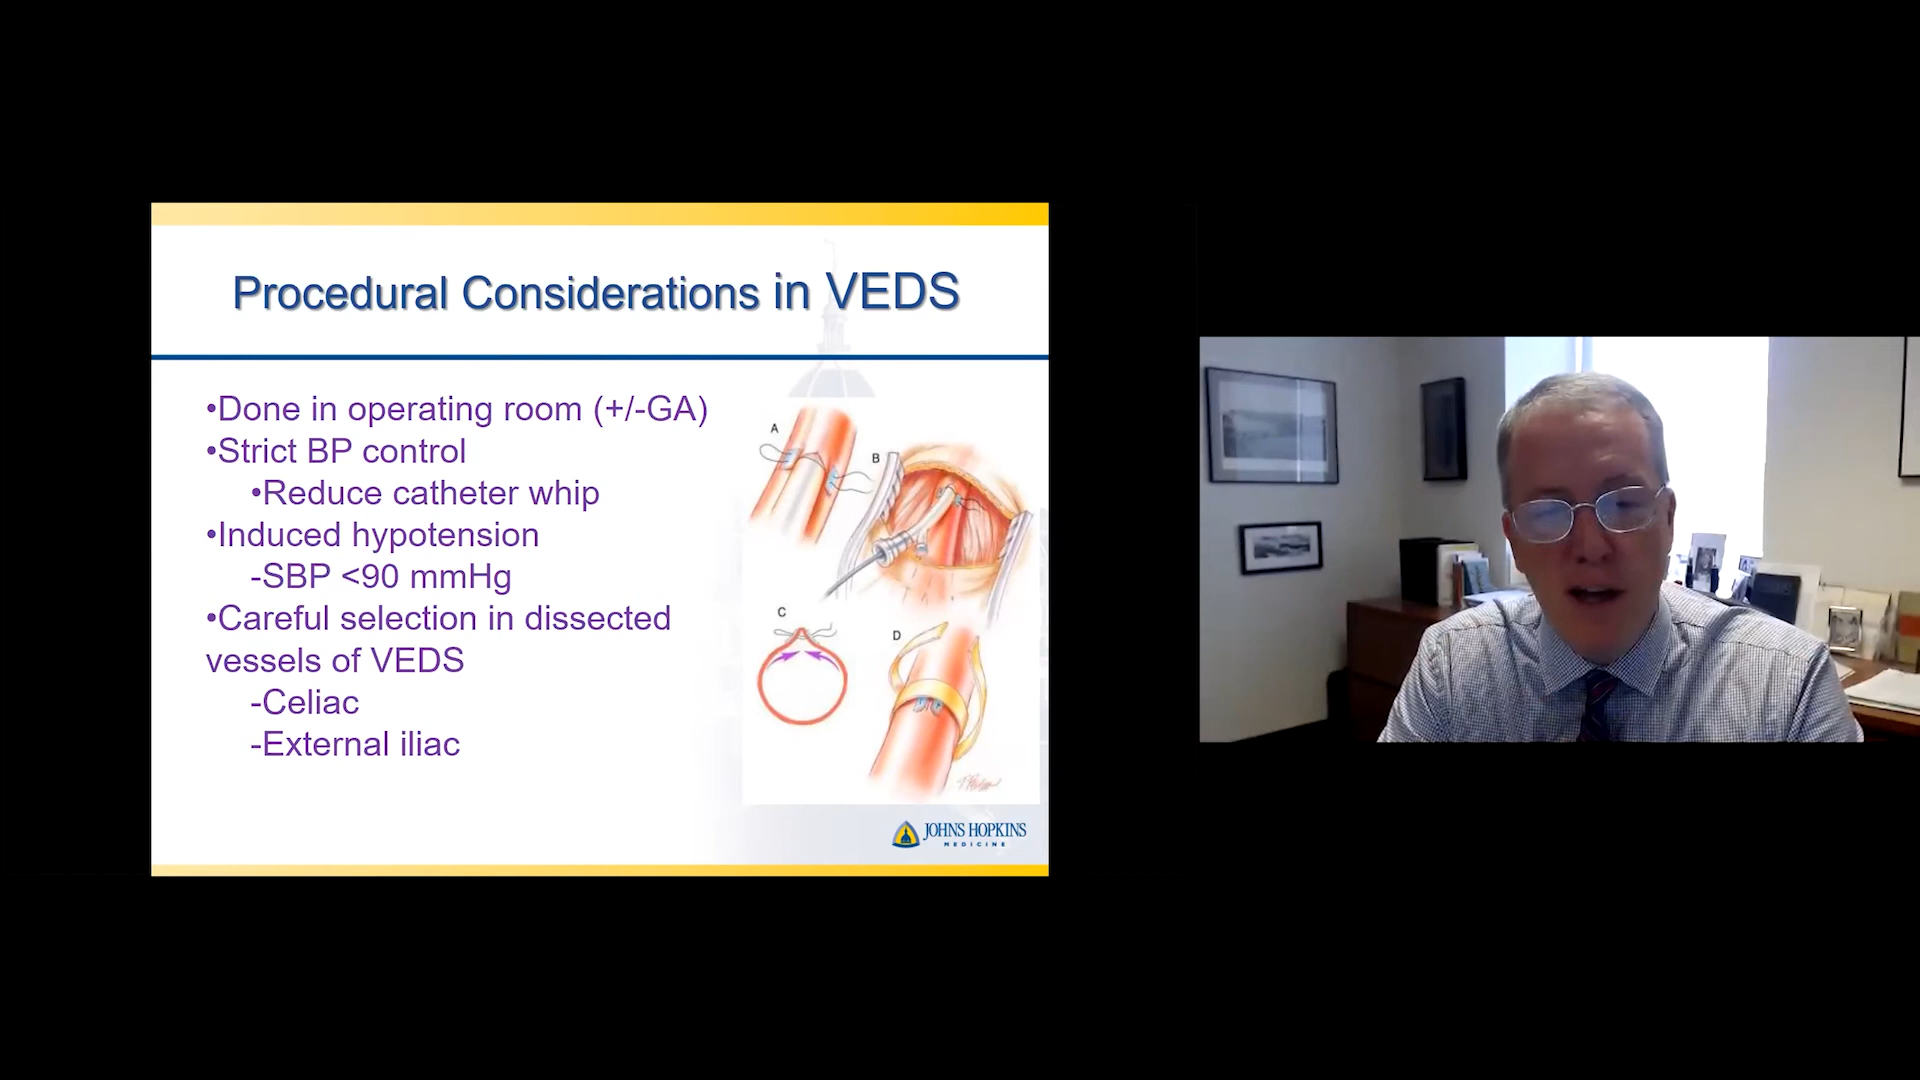 Procedural Considerations in VEDS
•Done in operating room (+/-GA)
•Strict BP control
•Reduce catheter whip
•Induced hypotension
-SBP <90 mmHg
•Careful selection in dissected
vessels of VEDS
-Celiac
-External iliac
A
B
C
D
JOHNS HOPKINS
MEDICINE